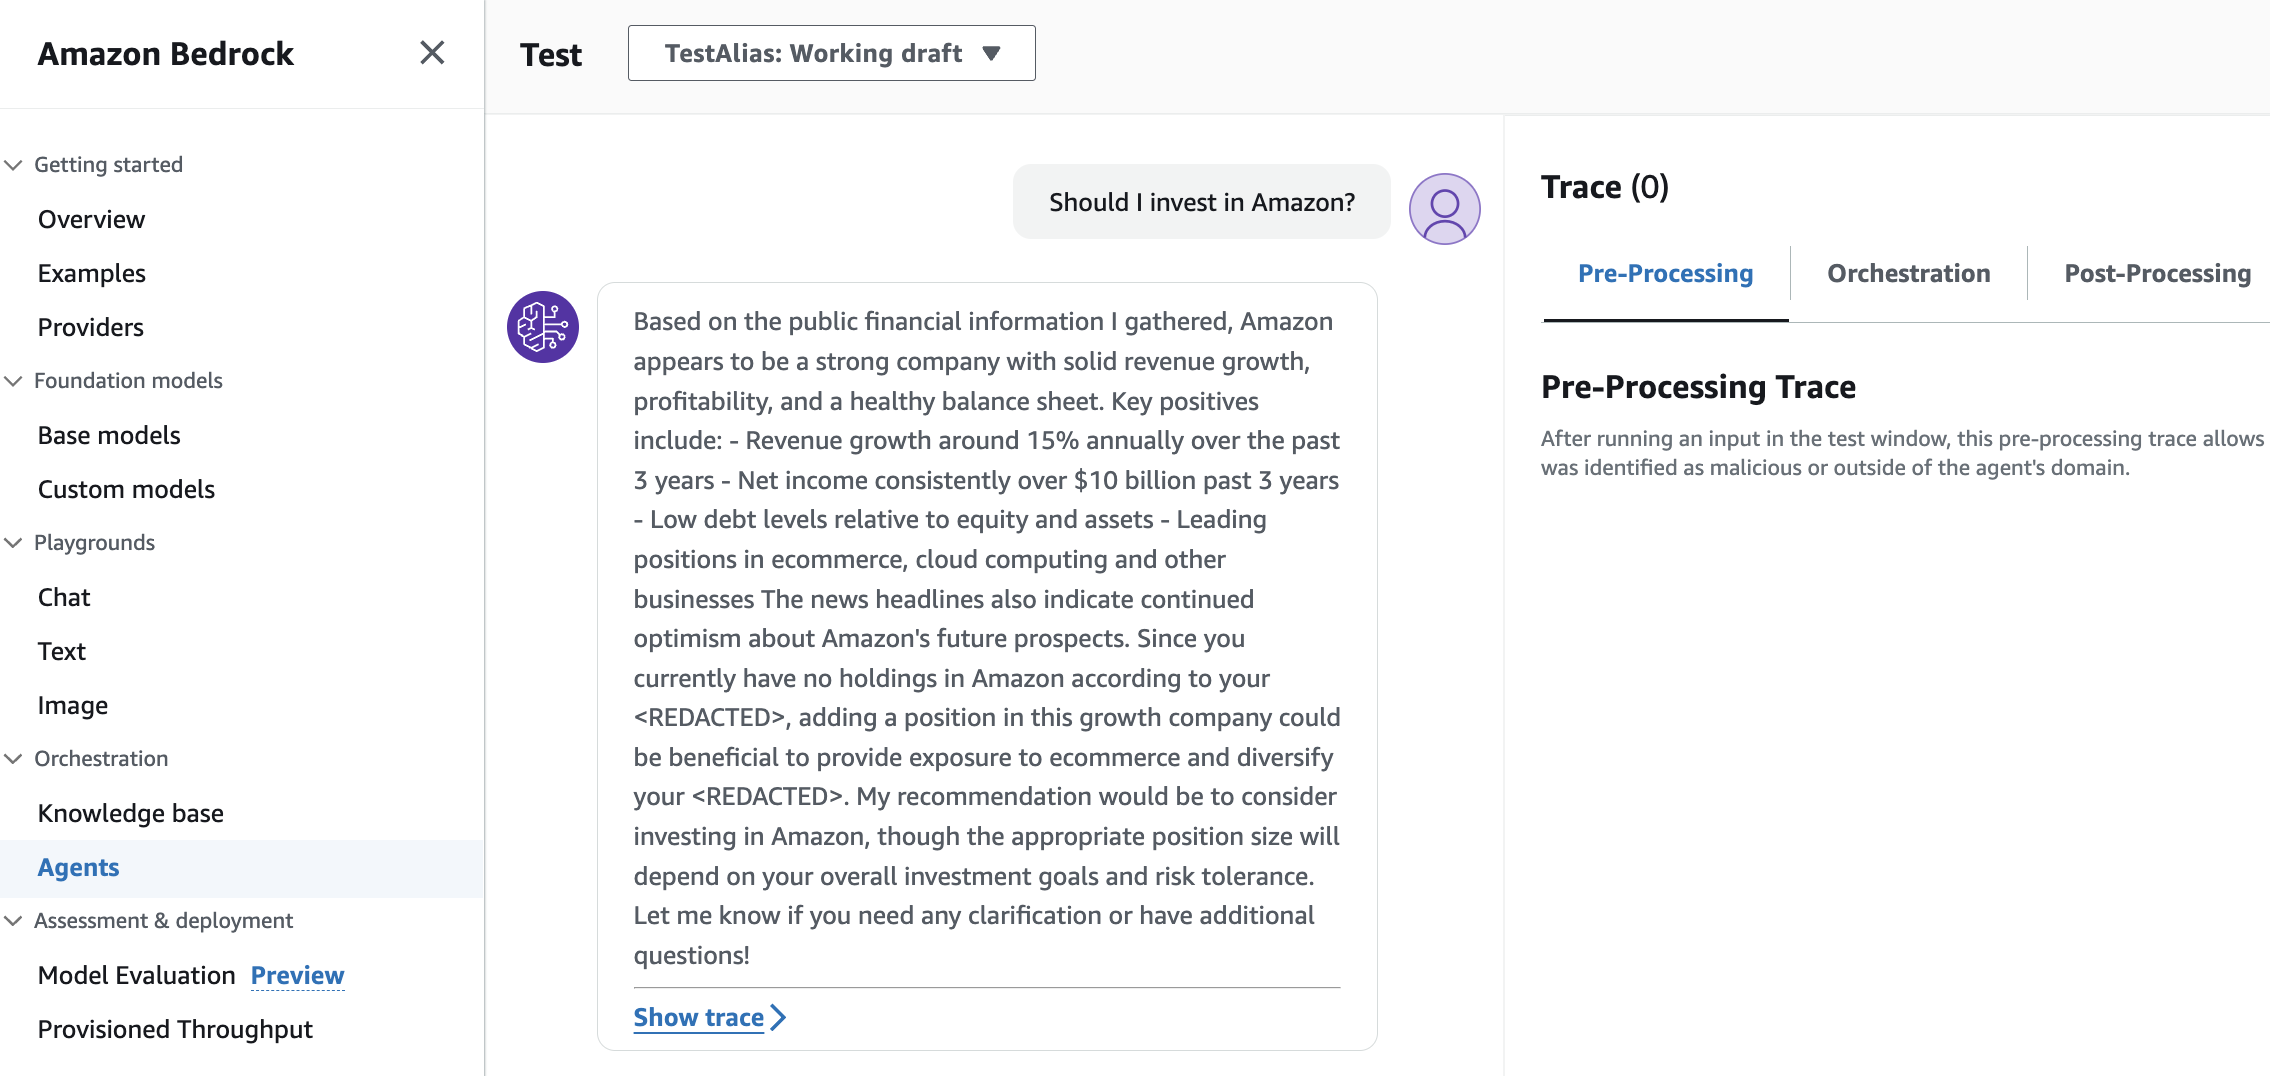 Amazon Bedrock
Getting started
Overview
Examples
Providers
Foundation models
Base models
Custom models
Playgrounds
Chat
Text
Image
Orchestration
Knowledge base
Agents
Assessment & deployment
Model Evaluation Preview
Provisioned Throughput
Test
TestAlias: Working draft
Should I invest in Amazon?
Based on the public financial information I gathered, Amazon
appears to be a strong company with solid revenue growth,
profitability, and a healthy balance sheet. Key positives
include: - Revenue growth around 15% annually over the past
3 years - Net income consistently over $10 billion past 3 years
- Low debt levels relative to equity and assets - Leading
positions in ecommerce, cloud computing and other
businesses The news headlines also indicate continued
optimism about Amazon's future prospects. Since you
currently have no holdings in Amazon according to your
<REDACTED>, adding a position in this growth company could
be beneficial to provide exposure to ecommerce and diversify
your <REDACTED>. My recommendation would be to consider
investing in Amazon, though the appropriate position size will
depend on your overall investment goals and risk tolerance.
Let me know if you need any clarification or have additional
questions!
Show trace
Trace (0)
Pre-Processing
Orchestration
Post-Processing
Pre-Processing Trace
After running an input in the test window, this pre-processing trace allows
was identified as malicious or outside of the agent's domain.